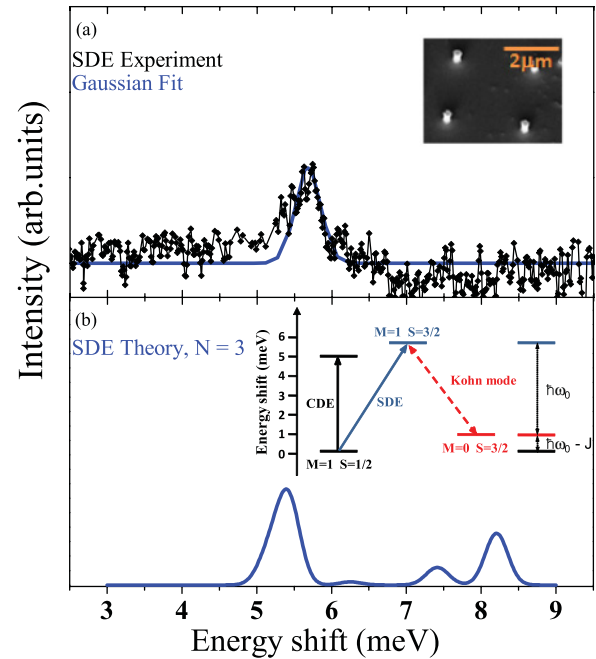 (a)
SDE Experiment
Gaussian Fit
2μm
Intensity (arb.units)
(b)
SDE Theory, N = 3
Energy shift (meV)
6
5
4
3
2
1
0
M=1 S=3/2
CDE
SDE
Kohn mode
ħω₀
M=0 S=3/2
ħω₀ - J
M=1 S=1/2
3 4 5 6 7 8 9
Energy shift (meV)